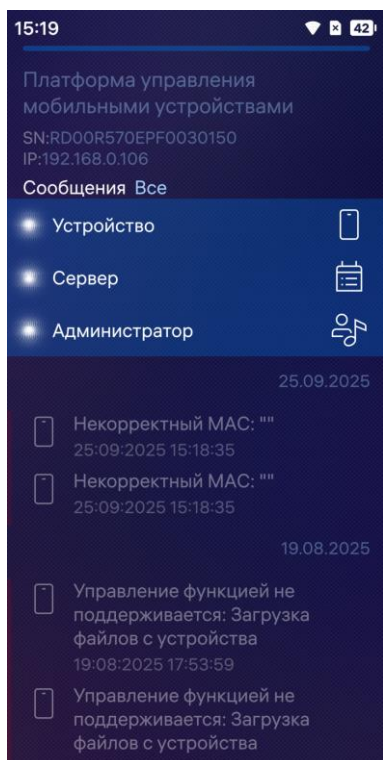 15:19
42
Платформа управления
мобильными устройствами
SN:RD00R570EPF0030150
IP:192.168.0.106
Сообщения Все
Устройство
Сервер
Администратор
25.09.2025
Некорректный MAC: ""
25:09:2025 15:18:35
Некорректный MAC: ""
25:09:2025 15:18:35
19.08.2025
Управление функцией не
поддерживается: Загрузка
файлов с устройства
19:08:2025 17:53:59
Управление функцией не
поддерживается: Загрузка
файлов с устройства